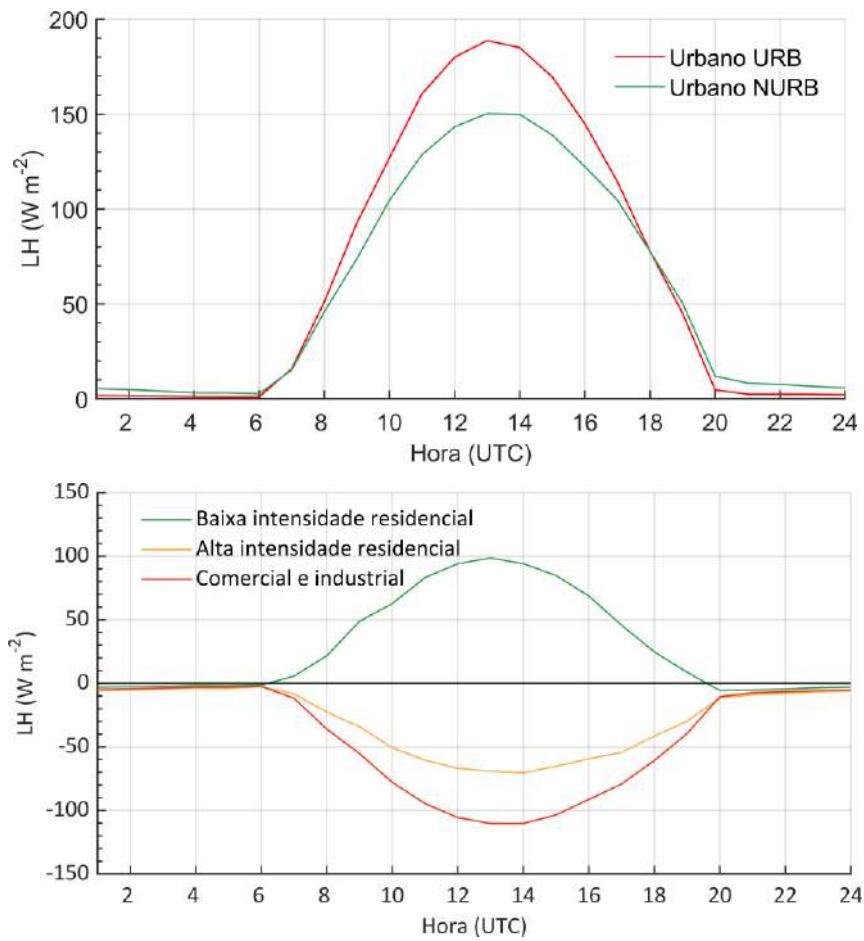 200
150
100
50
0
LH (W m-2)
Urbano URB
Urbano NURB
2 4 6 8 10 12 14 16 18 20 22 24
Hora (UTC)
150
100
50
0
-50
-100
-150
LH (W m-2)
Baixa intensidade residencial
Alta intensidade residencial
Comercial e industrial
2 4 6 8 10 12 14 16 18 20 22 24
Hora (UTC)